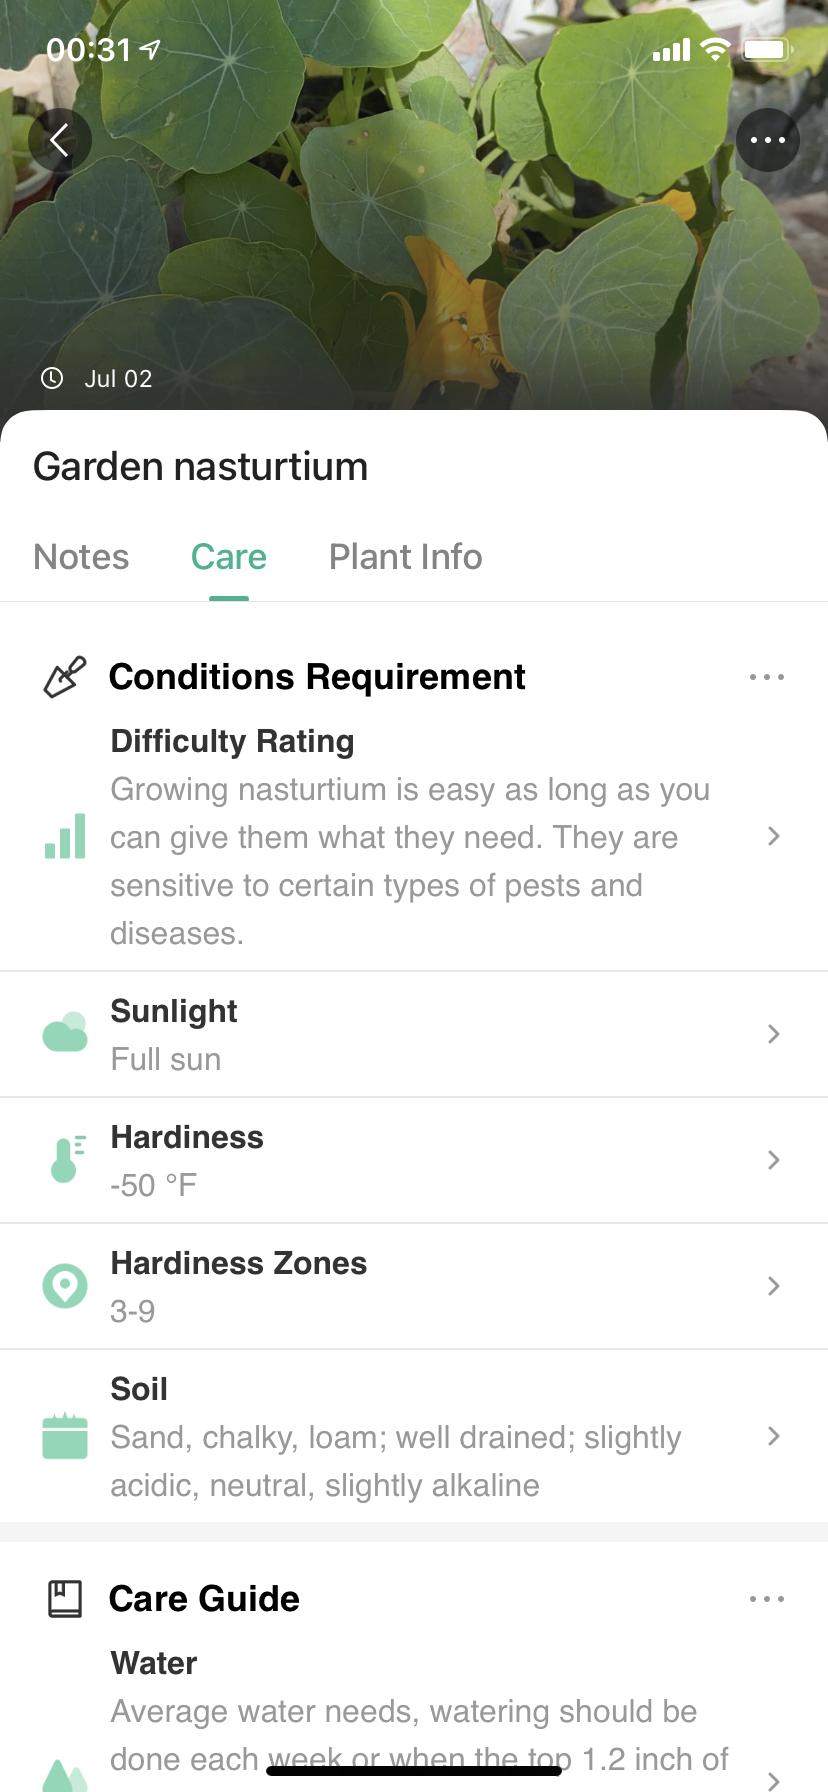 00:31
Jul 02
Garden nasturtium
Notes Care Plant Info
Conditions Requirement
Difficulty Rating
Growing nasturtium is easy as long as you
can give them what they need. They are
sensitive to certain types of pests and
diseases.
Sunlight
Full sun
Hardiness
-50 °F
Hardiness Zones
3-9
Soil
Sand, chalky, loam; well drained; slightly
acidic, neutral, slightly alkaline
Care Guide
Water
Average water needs, watering should be
done each week or when the top 1.2 inch of